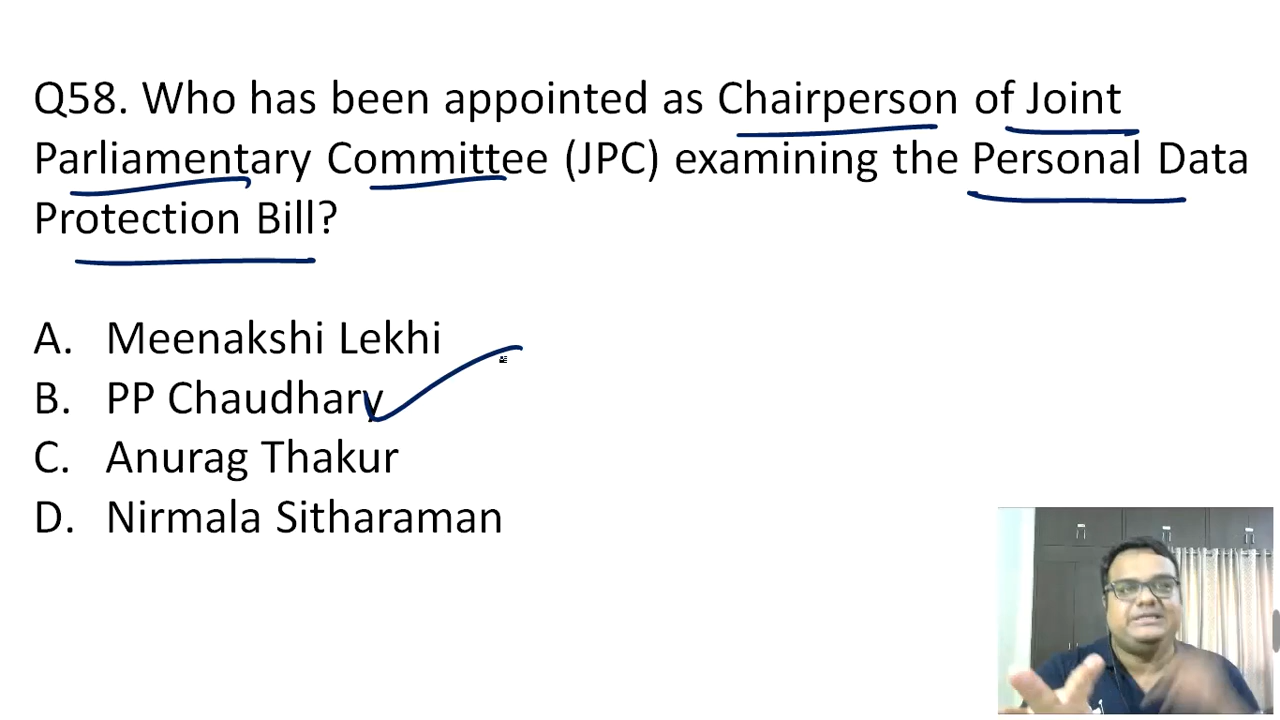 Q58. Who has been appointed as Chairperson of Joint
Parliamentary Committee (JPC) examining the Personal Data
Protection Bill?
A. Meenakshi Lekhi
B. PP Chaudhary
C. Anurag Thakur
D. Nirmala Sitharaman